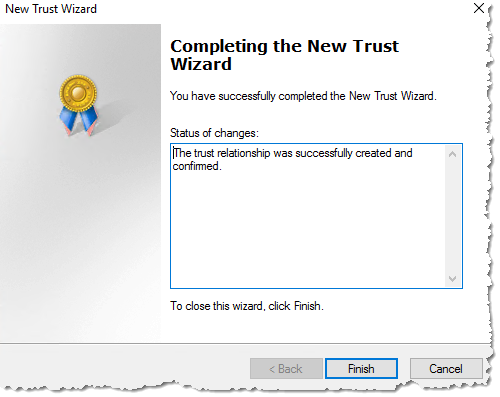 New Trust Wizard
Completing the New Trust
Wizard
You have successfully completed the New Trust Wizard.
Status of changes:
The trust relationship was successfully created and
confirmed.
To close this wizard, click Finish.
< Back
Finish
Cancel